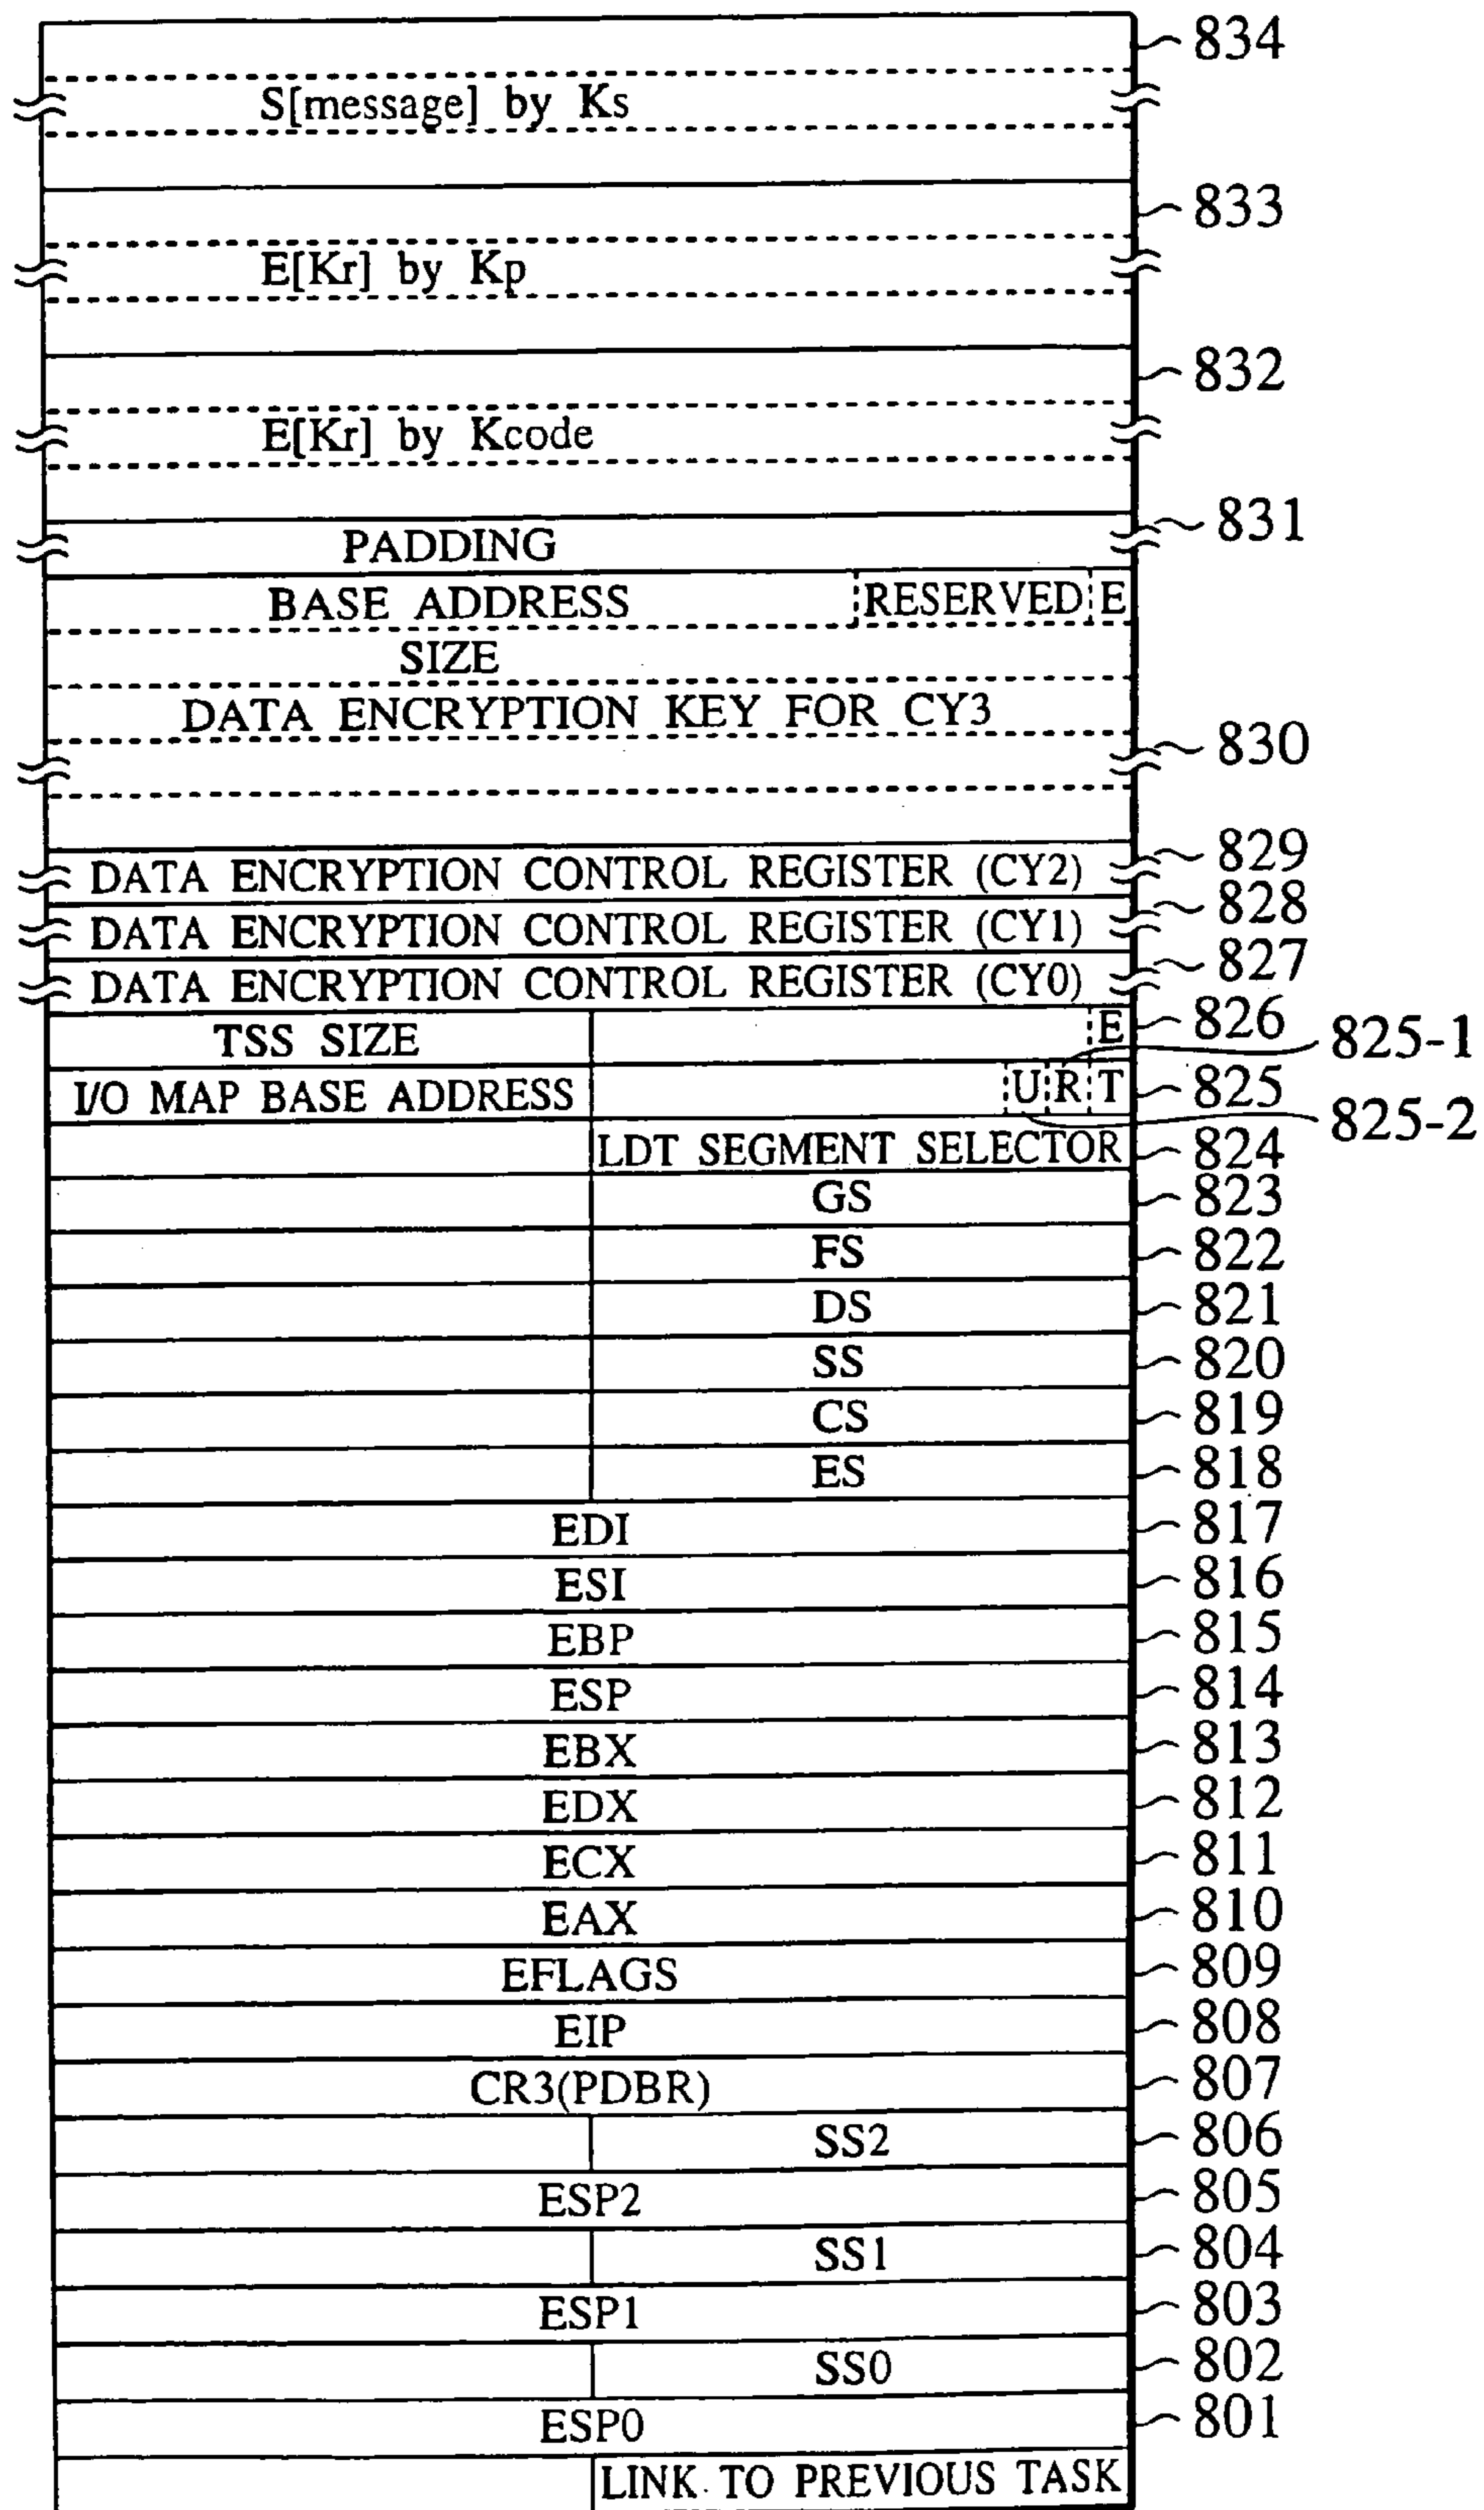 834
S[message] by Ks
833
E[Kr] by Kp
832
E[Kr] by Kcode
831
PADDING
BASE ADDRESS RESERVED E
SIZE
DATA ENCRYPTION KEY FOR CY3
830
829
DATA ENCRYPTION CONTROL REGISTER (CY2)
828
DATA ENCRYPTION CONTROL REGISTER (CY1)
827
DATA ENCRYPTION CONTROL REGISTER (CY0)
TSS SIZE E 826
825-1
I/O MAP BASE ADDRESS U R T 825
825-2
LDT SEGMENT SELECTOR 824
GS 823
FS 822
DS 821
SS 820
CS 819
ES 818
EDI 817
ESI 816
EBP 815
ESP 814
EBX 813
EDX 812
ECX 811
EAX 810
EFLAGS 809
EIP 808
CR3(PDBR) 807
SS2 806
ESP2 805
SS1 804
ESP1 803
SS0 802
ESP0 801
LINK TO PREVIOUS TASK